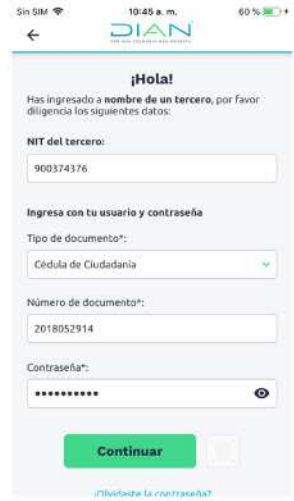 Sin SIM 10:45 a. m. 60 %
DIAN
¡Hola!
Has ingresado a nombre de un tercero, por favor
diligencia los siguientes datos:
NIT del tercero:
900374376
Ingresa con tu usuario y contraseña
Tipo de documento*:
Cédula de Ciudadanía
Número de documento*:
2018052914
Contraseña*:
••••••••••
Continuar
¿Olvidaste la contraseña?